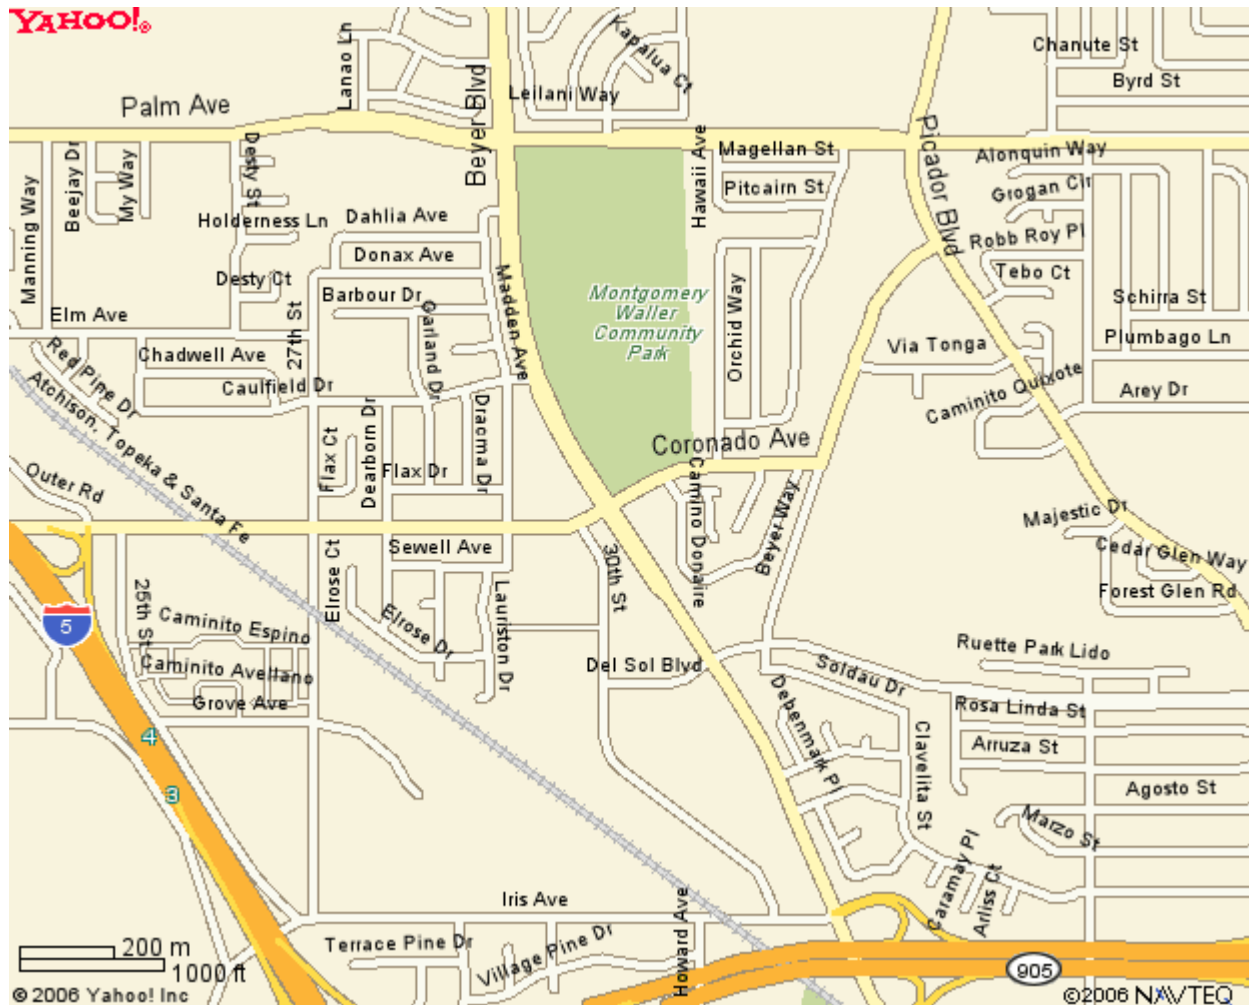 YAHOO!®
Lanao Ln
Kapalua Ct
Chanute St
Byrd St
Beyer Blvd
Leilani Way
Palm Ave
Picador Blvd
Hawaii Ave
Magellan St
Alonquin Way
Manning Way
Beejay Dr
My Way
Desty St
Pitcairn St
Grogan Cir
Holderness Ln
Dahlia Ave
Robb Roy Pl
Donax Ave
Desty Ct
Tebo Ct
Barbour Dr
Madden Ave
Montgomery
Waller
Community
Park
Schirra St
Elm Ave
27th St
Garland Dr
Orchid Way
Via Tonga
Plumbago Ln
Red Pine Dr
Chadwell Ave
Caulfield Dr
Caminito Quixote
Arey Dr
Atchison, Topeka & Santa Fe
Flax Ct
Dearborn Dr
Dracma Dr
Coronado Ave
Outer Rd
Flax Dr
Camino Donaire
Beyer Way
Majestic Dr
Sewell Ave
30th St
Cedar Glen Way
Elrose Ct
Forest Glen Rd
25th St
5
Caminito Espino
Elrose Dr
Lauriston Dr
Ruette Park Lido
Caminito Avellano
Del Sol Blvd
Soldau Dr
Grove Ave
Debenmark Pl
Rosa Linda St
4
Clavelita St
Arruza St
3
Agosto St
Marzo St
Caramay Pl
Arliss Ct
Iris Ave
Howard Ave
Terrace Pine Dr
Village Pine Dr
200 m
1000 ft
905
© 2006 Yahoo! Inc
©2006 NAVTEQ